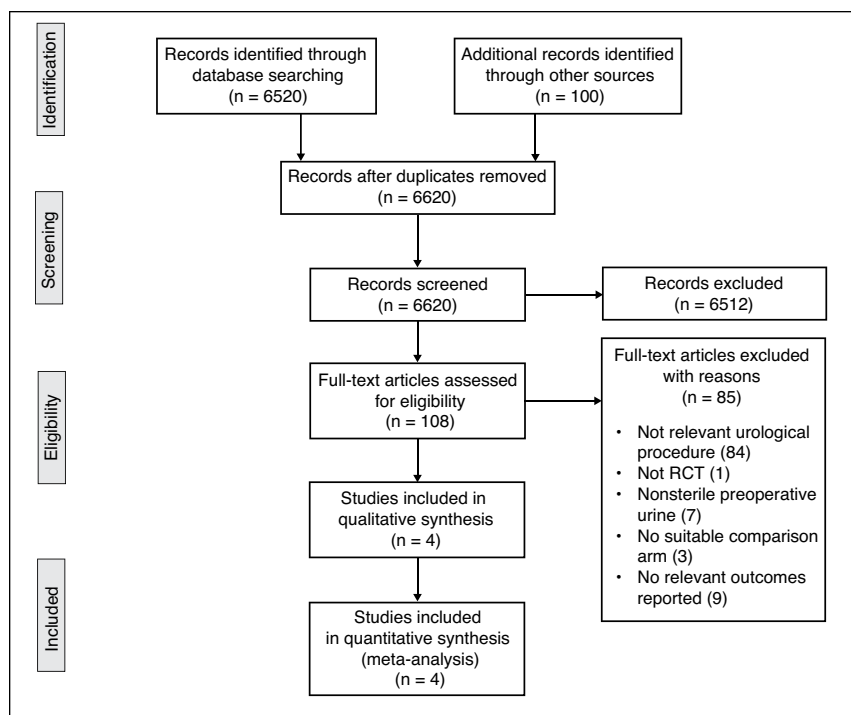 Identification
Records identified through
database searching
(n = 6520)
Additional records identified
through other sources
(n = 100)
Records after duplicates removed
(n = 6620)
Screening
Records screened
(n = 6620)
Records excluded
(n = 6512)
Eligibility
Full-text articles assessed
for eligibility
(n = 108)
Full-text articles excluded
with reasons
(n = 85)
• Not relevant urological
procedure (84)
• Not RCT (1)
• Nonsterile preoperative
urine (7)
• No suitable comparison
arm (3)
• No relevant outcomes
reported (9)
Studies included in
qualitative synthesis
(n = 4)
Included
Studies included
in quantitative synthesis
(meta-analysis)
(n = 4)